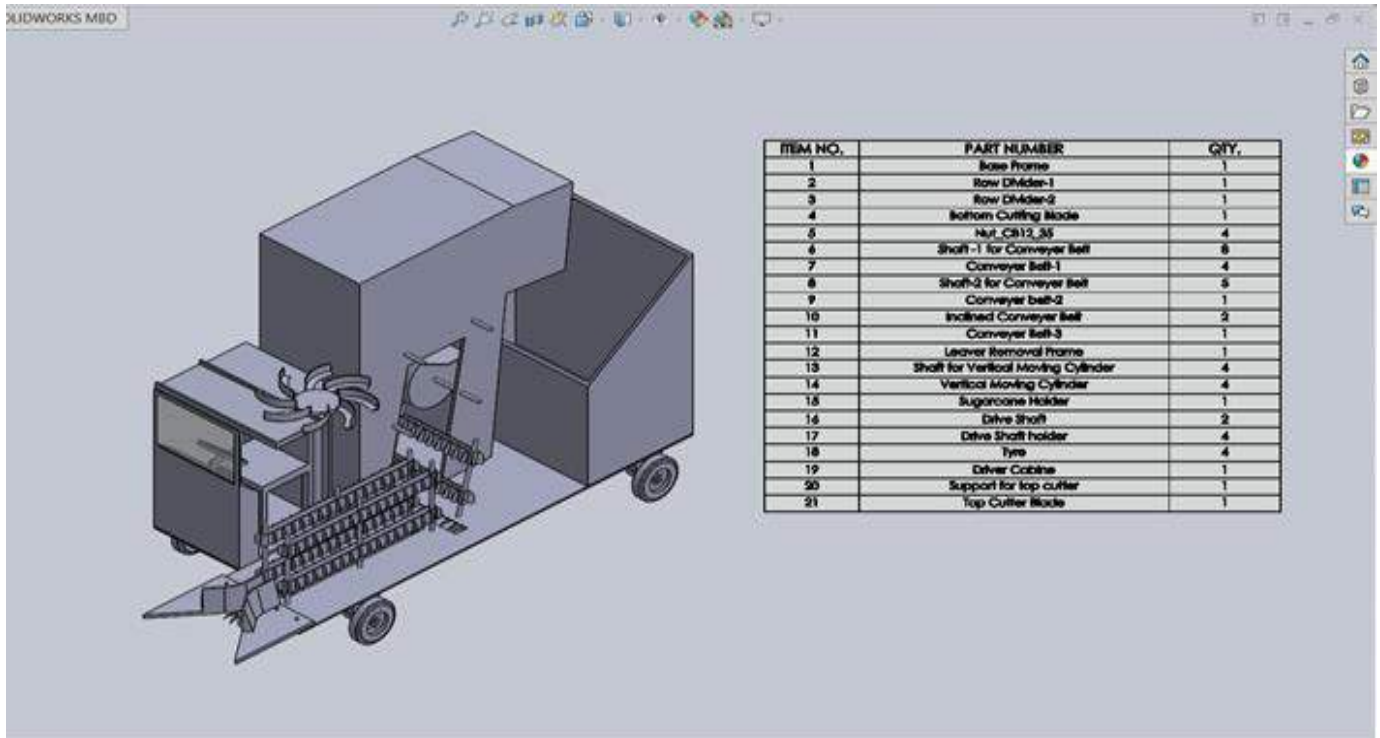 OLIDWORKS MBD
ITEM NO. PART NUMBER QTY.
1 Base Frame 1
2 Row Divider-1 1
3 Row Divider-2 1
4 Bottom Cutting Blade 1
5 Nut_CB12_35 4
6 Shaft -1 for Conveyer Belt 8
7 Conveyer Belt-1 4
8 Shaft-2 for Conveyer Belt 5
9 Conveyer belt-2 1
10 Inclined Conveyer Belt 2
11 Conveyer Belt-3 1
12 Leaver Removal Frame 1
13 Shaft for Vertical Moving Cylinder 4
14 Vertical Moving Cylinder 4
15 Sugarcane Holder 1
16 Drive Shaft 2
17 Drive Shaft holder 4
18 Tyre 4
19 Driver Cabine 1
20 Support for top cutter 1
21 Top Cutter Blade 1